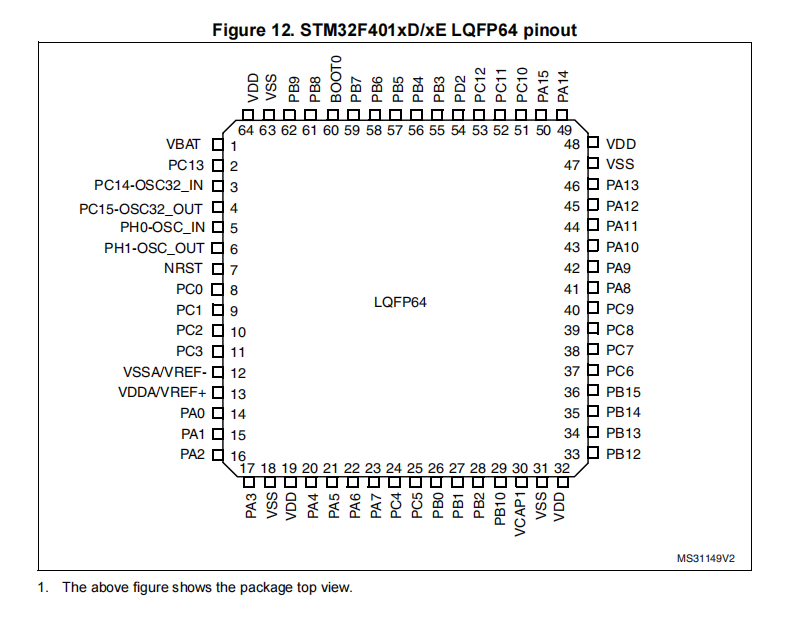 Figure 12. STM32F401xD/xE LQFP64 pinout
VDD VSS PB9 PB8 BOOT0 PB7 PB6 PB5 PB4 PB3 PD2 PC12 PC11 PC10 PA15 PA14
64 63 62 61 60 59 58 57 56 55 54 53 52 51 50 49
VBAT 1 48 VDD
PC13 2 47 VSS
PC14-OSC32_IN 3 46 PA13
PC15-OSC32_OUT 4 45 PA12
PH0-OSC_IN 5 44 PA11
PH1-OSC_OUT 6 43 PA10
NRST 7 42 PA9
PC0 8 41 PA8
LQFP64
PC1 9 40 PC9
PC2 10 39 PC8
PC3 11 38 PC7
VSSA/VREF- 12 37 PC6
VDDA/VREF+ 13 36 PB15
PA0 14 35 PB14
PA1 15 34 PB13
PA2 16 33 PB12
17 18 19 20 21 22 23 24 25 26 27 28 29 30 31 32
PA3 VSS VDD PA4 PA5 PA6 PA7 PC4 PC5 PB0 PB1 PB2 PB10 VCAP1 VSS VDD
MS31149V2
1. The above figure shows the package top view.